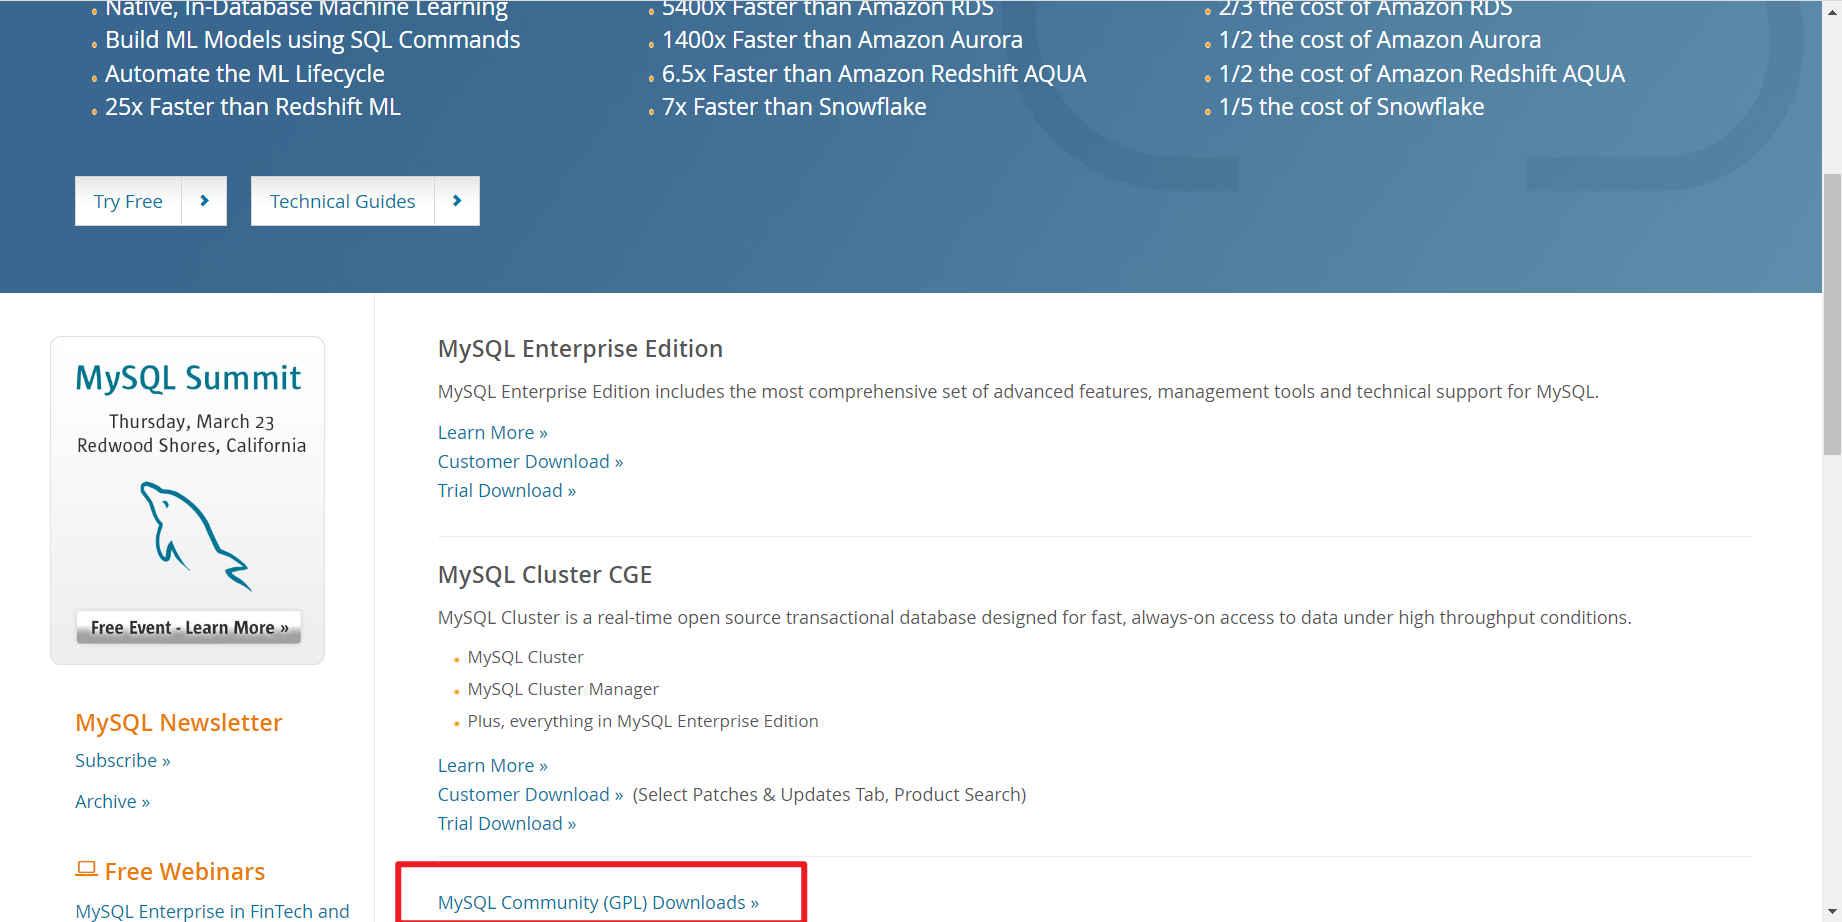 Native, In-Database Machine Learning
Build ML Models using SQL Commands
Automate the ML Lifecycle
25x Faster than Redshift ML
5400x Faster than Amazon RDS
1400x Faster than Amazon Aurora
6.5x Faster than Amazon Redshift AQUA
7x Faster than Snowflake
2/3 the cost of Amazon RDS
1/2 the cost of Amazon Aurora
1/2 the cost of Amazon Redshift AQUA
1/5 the cost of Snowflake
Try Free
Technical Guides
MySQL Summit
Thursday, March 23
Redwood Shores, California
Free Event - Learn More »
MySQL Newsletter
Subscribe »
Archive »
Free Webinars
MySQL Enterprise in FinTech and
MySQL Enterprise Edition
MySQL Enterprise Edition includes the most comprehensive set of advanced features, management tools and technical support for MySQL.
Learn More »
Customer Download »
Trial Download »
MySQL Cluster CGE
MySQL Cluster is a real-time open source transactional database designed for fast, always-on access to data under high throughput conditions.
MySQL Cluster
MySQL Cluster Manager
Plus, everything in MySQL Enterprise Edition
Learn More »
Customer Download » (Select Patches & Updates Tab, Product Search)
Trial Download »
MySQL Community (GPL) Downloads »